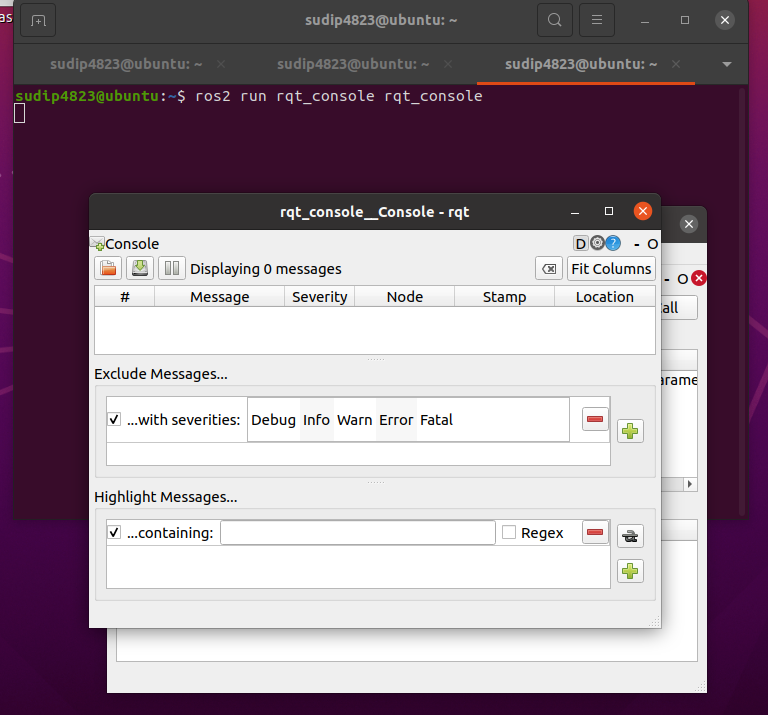 as
sudip4823@ubuntu: ~
sudip4823@ubuntu: ~ × sudip4823@ubuntu: ~ × sudip4823@ubuntu: ~ ×
sudip4823@ubuntu:~$ ros2 run rqt_console rqt_console
rqt_console__Console - rqt
Console D ? - O
Displaying 0 messages Fit Columns
# Message Severity Node Stamp Location
Exclude Messages...
...with severities: Debug Info Warn Error Fatal
Highlight Messages...
...containing: Regex
- O
all
arame